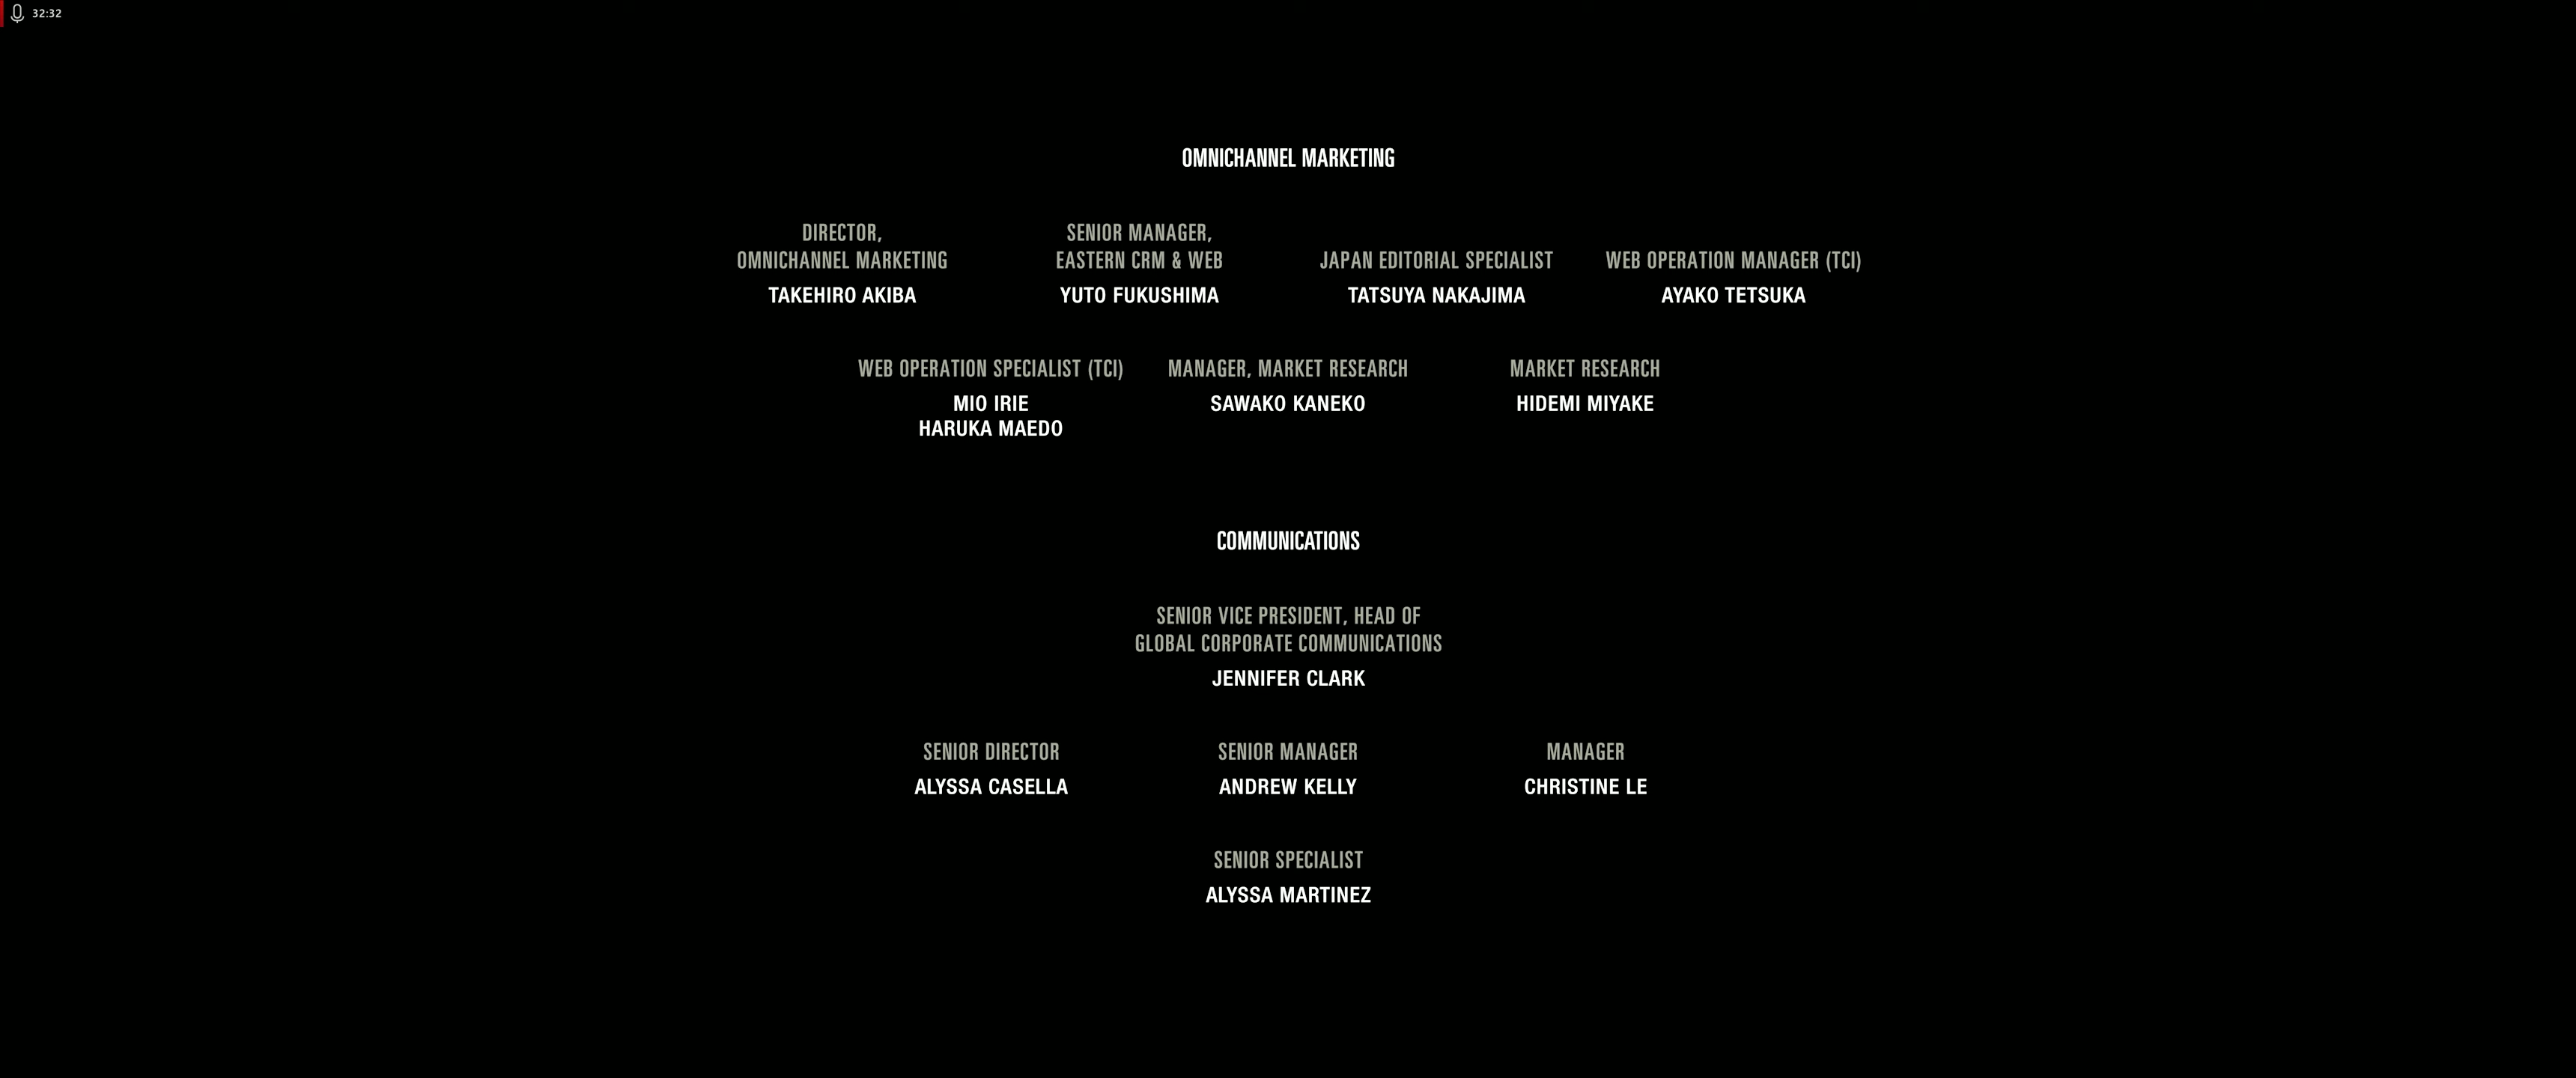 32:32
OMNICHANNEL MARKETING
DIRECTOR,
OMNICHANNEL MARKETING
TAKEHIRO AKIBA
SENIOR MANAGER,
EASTERN CRM & WEB
YUTO FUKUSHIMA
JAPAN EDITORIAL SPECIALIST
TATSUYA NAKAJIMA
WEB OPERATION MANAGER (TCI)
AYAKO TETSUKA
WEB OPERATION SPECIALIST (TCI)
MIO IRIE
HARUKA MAEDO
MANAGER, MARKET RESEARCH
SAWAKO KANEKO
MARKET RESEARCH
HIDEMI MIYAKE
COMMUNICATIONS
SENIOR VICE PRESIDENT, HEAD OF
GLOBAL CORPORATE COMMUNICATIONS
JENNIFER CLARK
SENIOR DIRECTOR
ALYSSA CASELLA
SENIOR MANAGER
ANDREW KELLY
MANAGER
CHRISTINE LE
SENIOR SPECIALIST
ALYSSA MARTINEZ